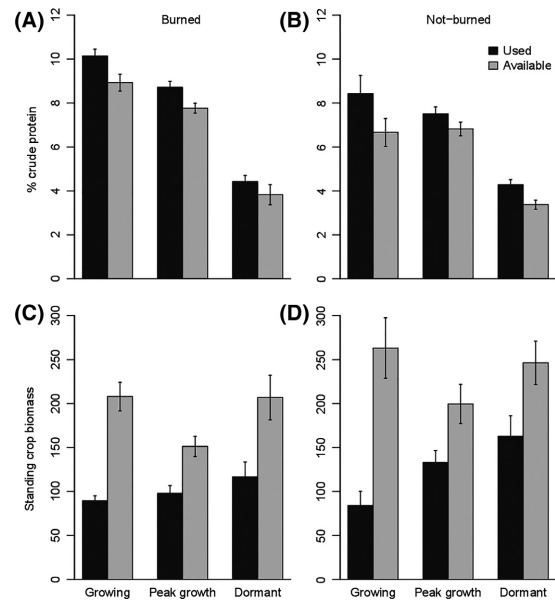 (A) Burned
% crude protein
12
10
8
6
4
2
0
(B) Not-burned
Used
Available
12
10
8
6
4
2
0
(C)
Standing crop biomass
300
250
200
150
100
50
0
Growing Peak growth Dormant
(D)
300
250
200
150
100
50
0
Growing Peak growth Dormant